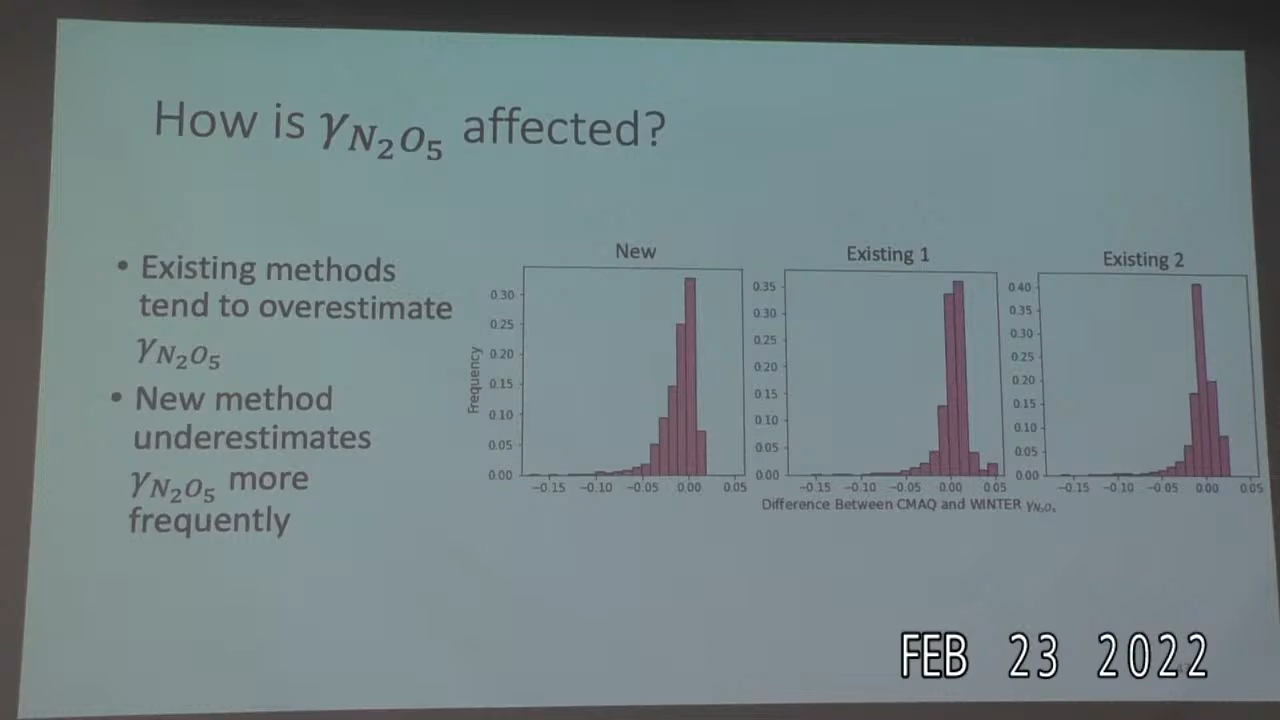 How is γN₂O₅ affected?
• Existing methods
tend to overestimate
γN₂O₅
• New method
underestimates
γN₂O₅ more
frequently
New
Frequency
0.30
0.25
0.20
0.15
0.10
0.05
0.00
−0.15 −0.10 −0.05 0.00 0.05
Existing 1
0.35
0.30
0.25
0.20
0.15
0.10
0.05
0.00
−0.15 −0.10 −0.05 0.00 0.05
Existing 2
0.40
0.35
0.30
0.25
0.20
0.15
0.10
0.05
0.00
−0.15 −0.10 −0.05 0.00 0.05
Difference Between CMAQ and WINTER γN₂O₅
FEB 23 2022